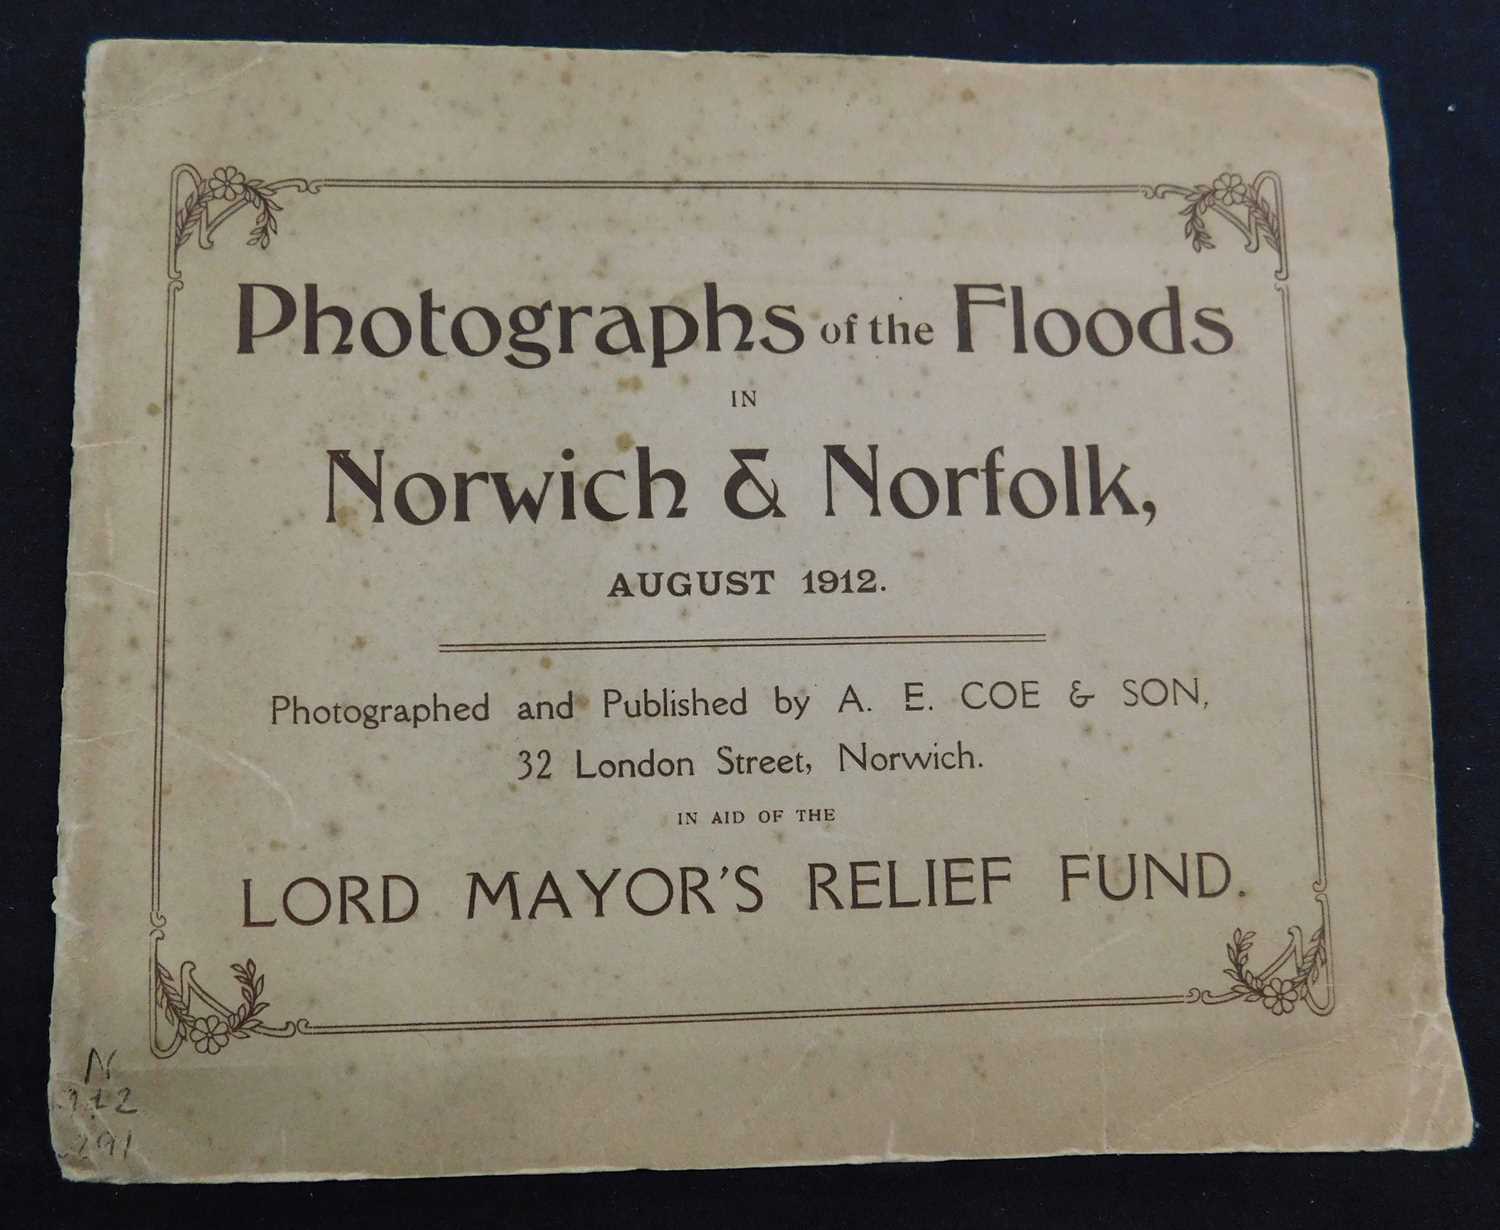 Photographs of the Floods
IN
Norwich & Norfolk,
AUGUST 1912.
Photographed and Published by A. E. COE & SON,
32 London Street, Norwich.
IN AID OF THE
LORD MAYOR'S RELIEF FUND.
N
291